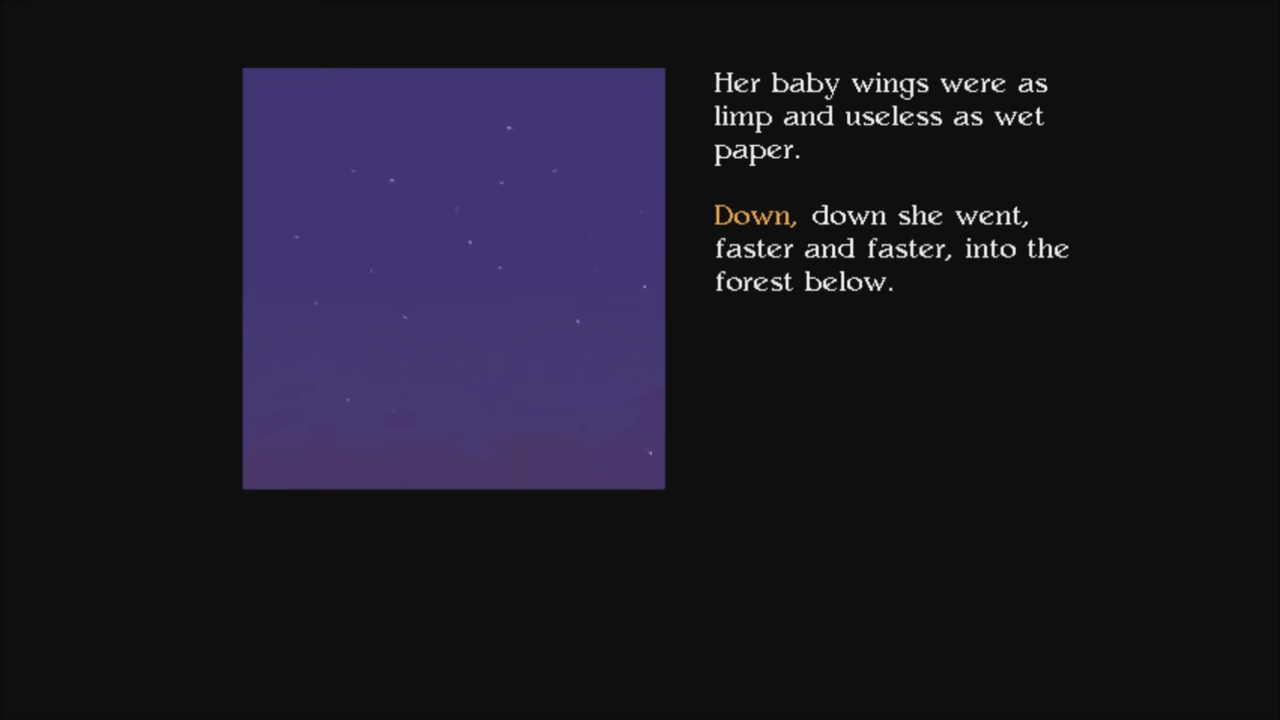 Her baby wings were as
limp and useless as wet
paper.
Down, down she went,
faster and faster, into the
forest below.